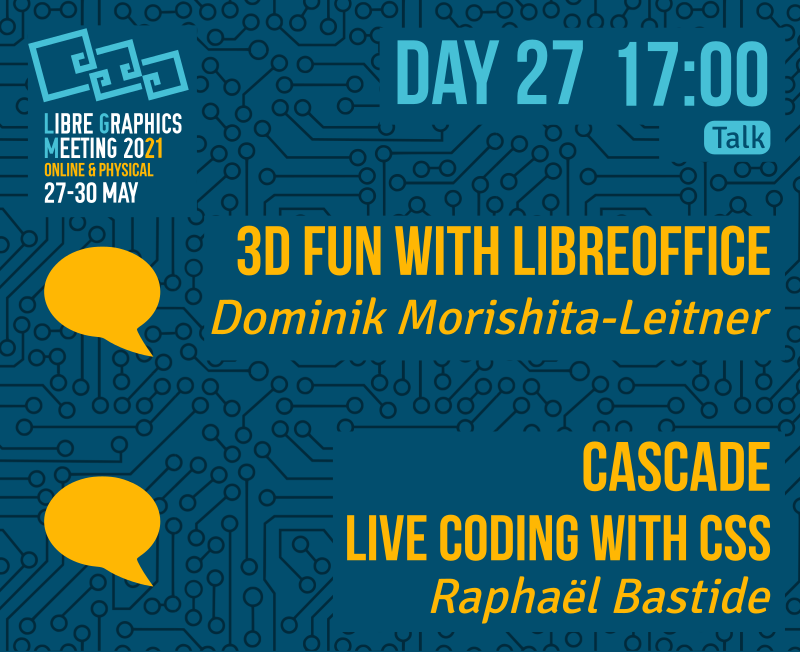 LIBRE GRAPHICS
MEETING 2021
ONLINE & PHYSICAL
27-30 MAY
DAY 27 17:00
Talk
3D FUN WITH LIBREOFFICE
Dominik Morishita-Leitner
CASCADE
LIVE CODING WITH CSS
Raphaël Bastide